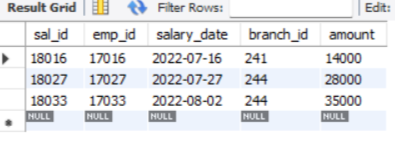 Result Grid Filter Rows: Edit:
sal_id emp_id salary_date branch_id amount
18016 17016 2022-07-16 241 14000
18027 17027 2022-07-27 244 28000
18033 17033 2022-08-02 244 35000
NULL NULL NULL NULL NULL